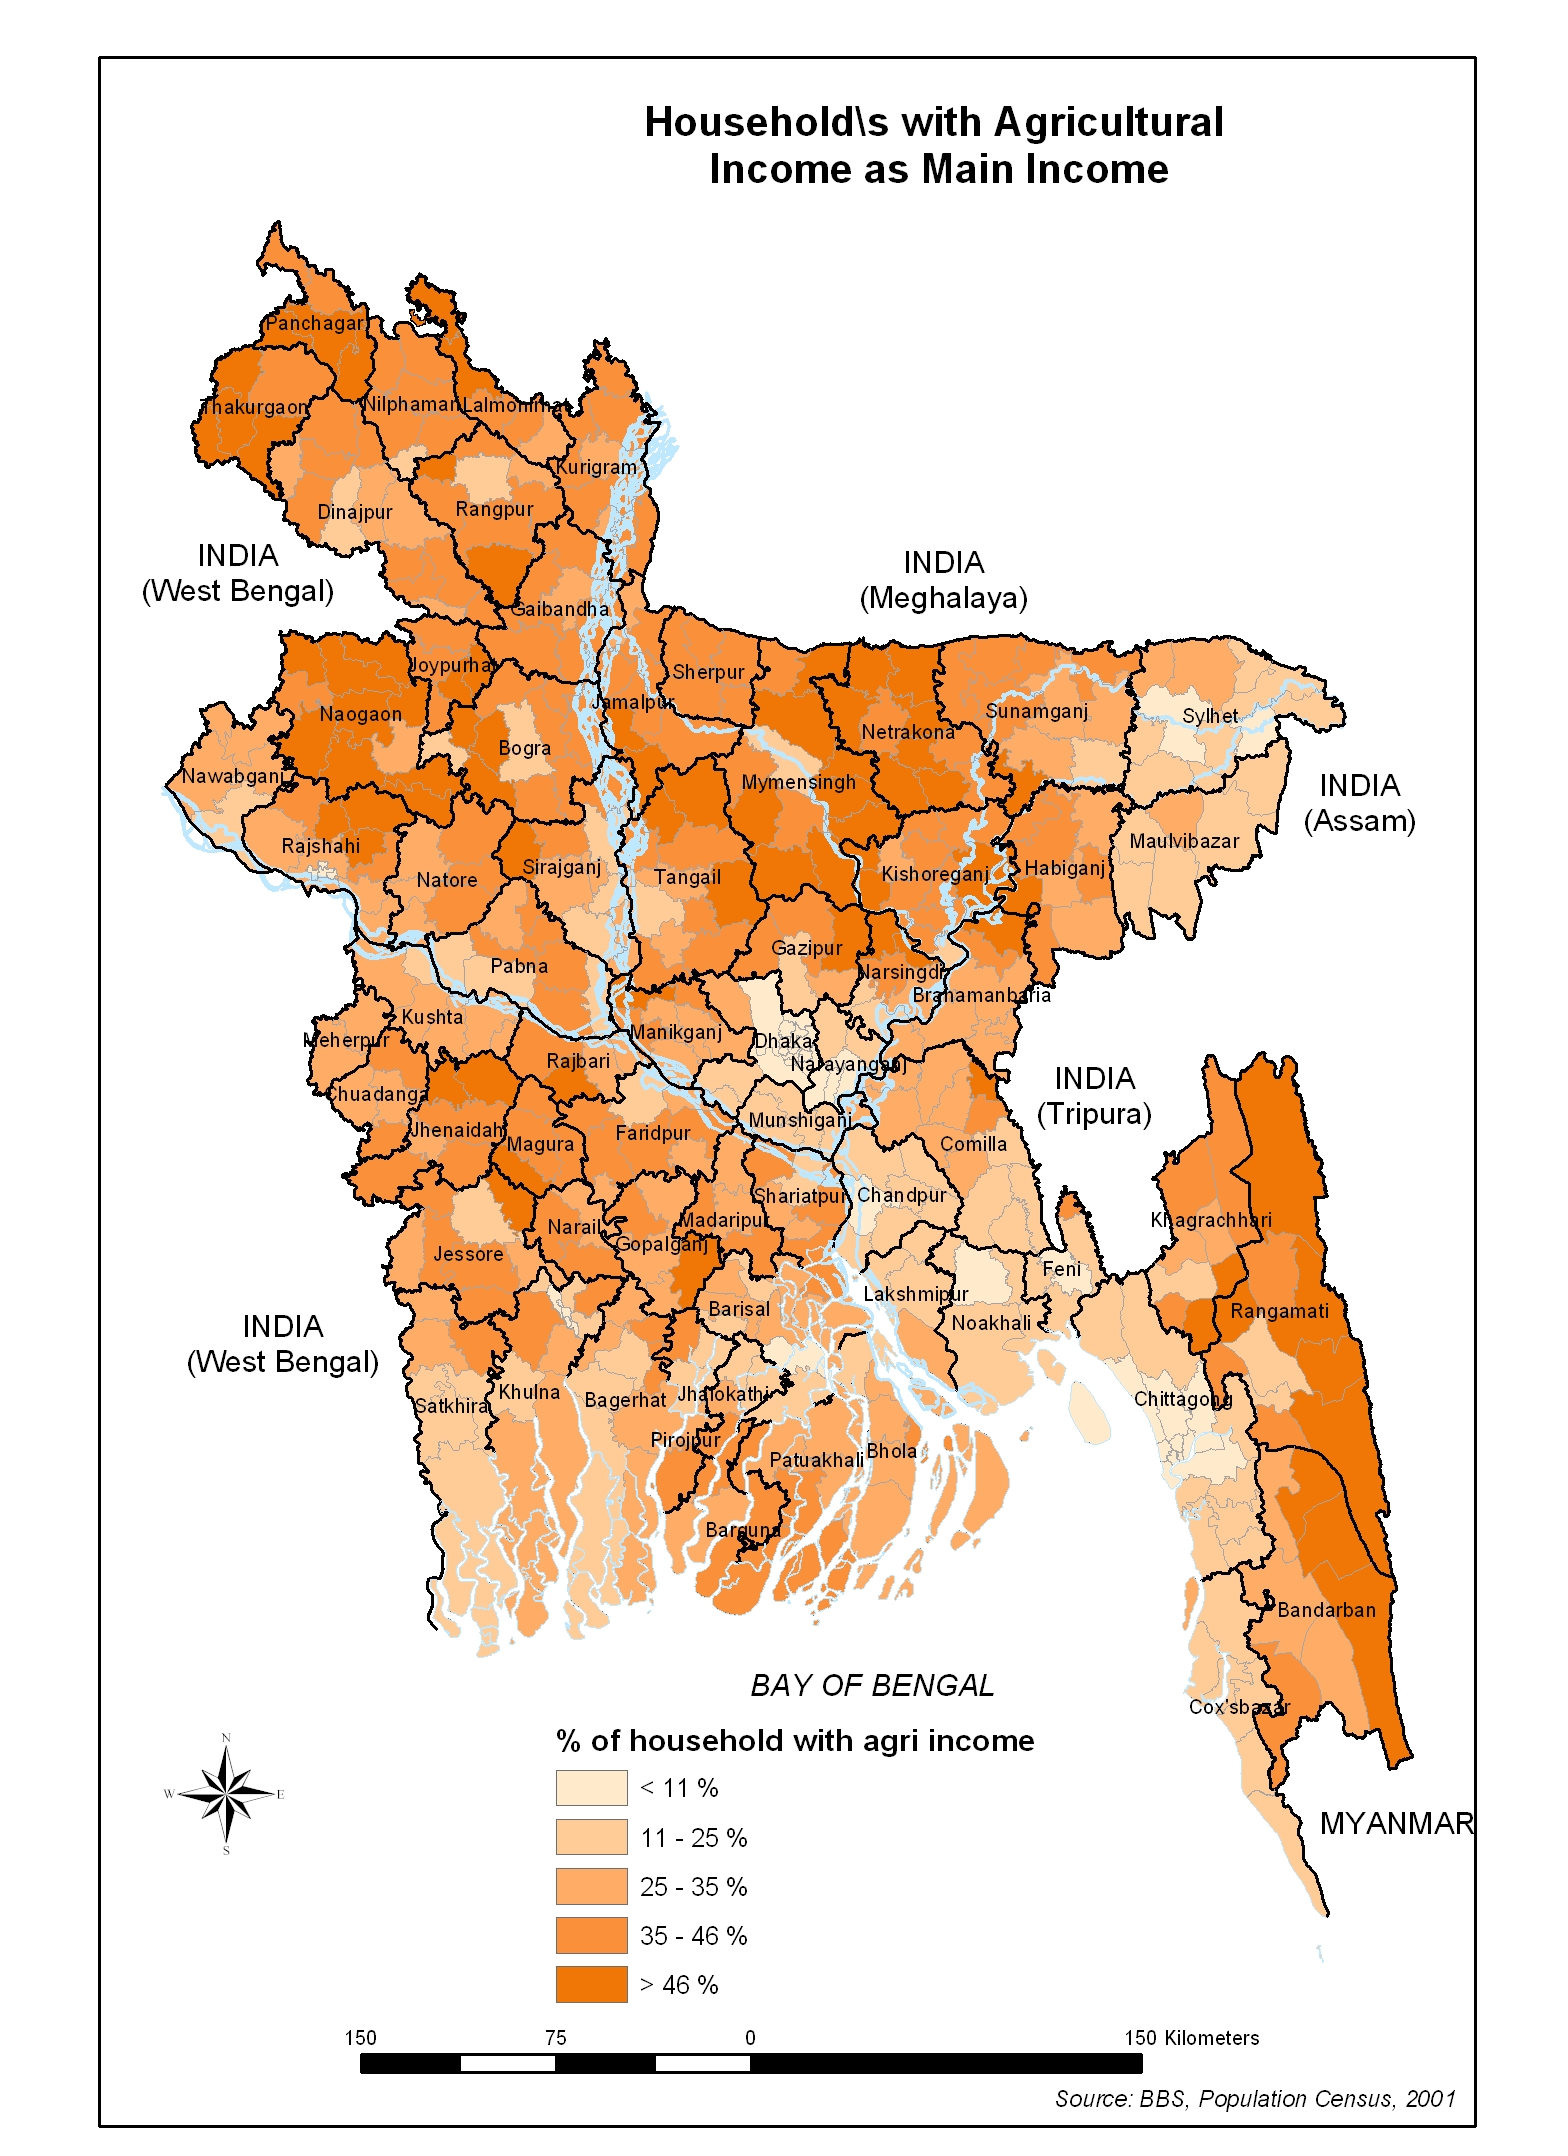 Household\s with Agricultural
Income as Main Income
Panchagar
Thakurgaon
Nilphamari
Lalmonirhat
Kurigram
Dinajpur
Rangpur
INDIA
(West Bengal)
INDIA
(Meghalaya)
Gaibandha
Joypurhat
Sherpur
Jamalpur
Naogaon
Sunamganj
Sylhet
Netrakona
Bogra
Nawabganj
Mymensingh
INDIA
(Assam)
Rajshahi
Maulvibazar
Sirajganj
Habiganj
Natore
Tangail
Kishoreganj
Gazipur
Pabna
Narsingdi
Brahamanbaria
Kushta
Meherpur
Manikganj
Dhaka
Rajbari
Narayanganj
Chuadanga
INDIA
(Tripura)
Munshiganj
Jhenaidah
Magura
Faridpur
Comilla
Shariatpur
Chandpur
Narail
Madaripur
Khagrachhari
Gopalganj
Jessore
Feni
Lakshmipur
Barisal
Noakhali
Rangamati
INDIA
(West Bengal)
Satkhira
Khulna
Bagerhat
Jhalokathi
Chittagong
Pirojpur
Patuakhali
Bhola
Barguna
Bandarban
BAY OF BENGAL
Cox'sbazar
MYANMAR
N
W
E
S
% of household with agri income
< 11 %
11 - 25 %
25 - 35 %
35 - 46 %
> 46 %
150 75 0 150 Kilometers
Source: BBS, Population Census, 2001